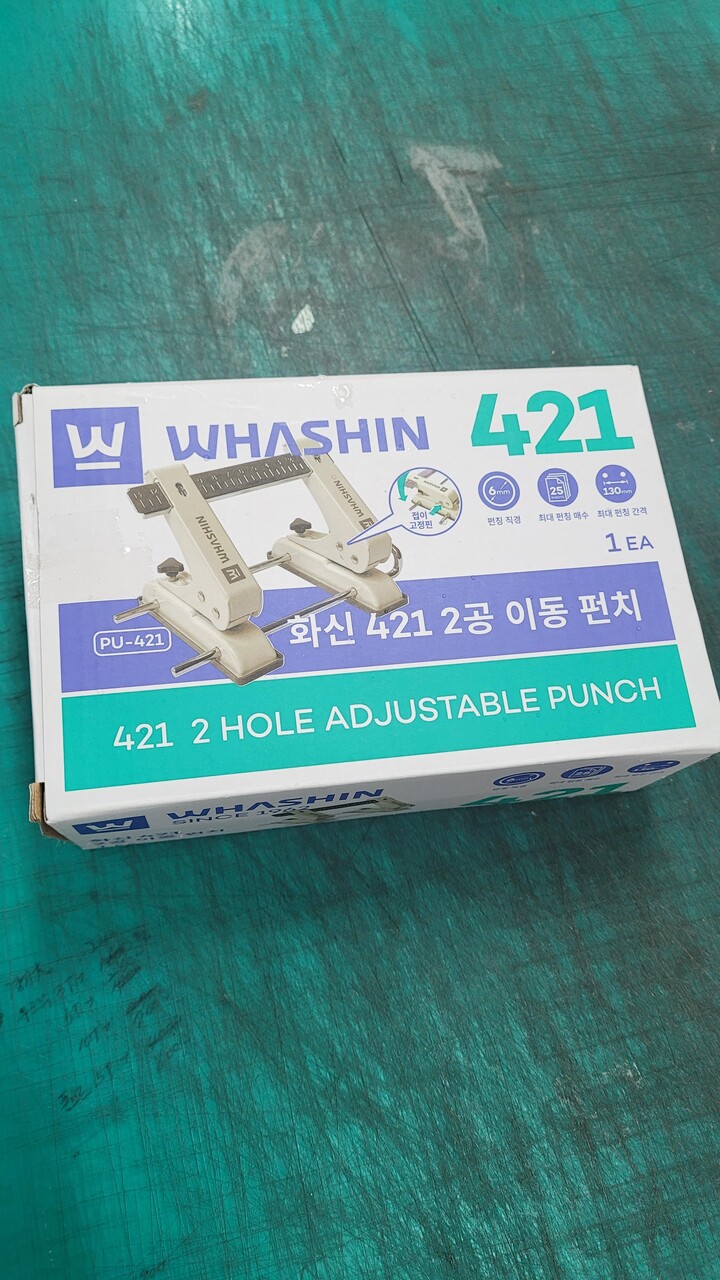 WHASHIN 421
WHASHIN
WHASHIN
접이
고정핀
6mm
펀칭 직경
25
최대 펀칭 매수
130mm
최대 펀칭 간격
1 EA
PU-421
화신 421 2공 이동 펀치
421 2 HOLE ADJUSTABLE PUNCH
WHASHIN
SINCE
421